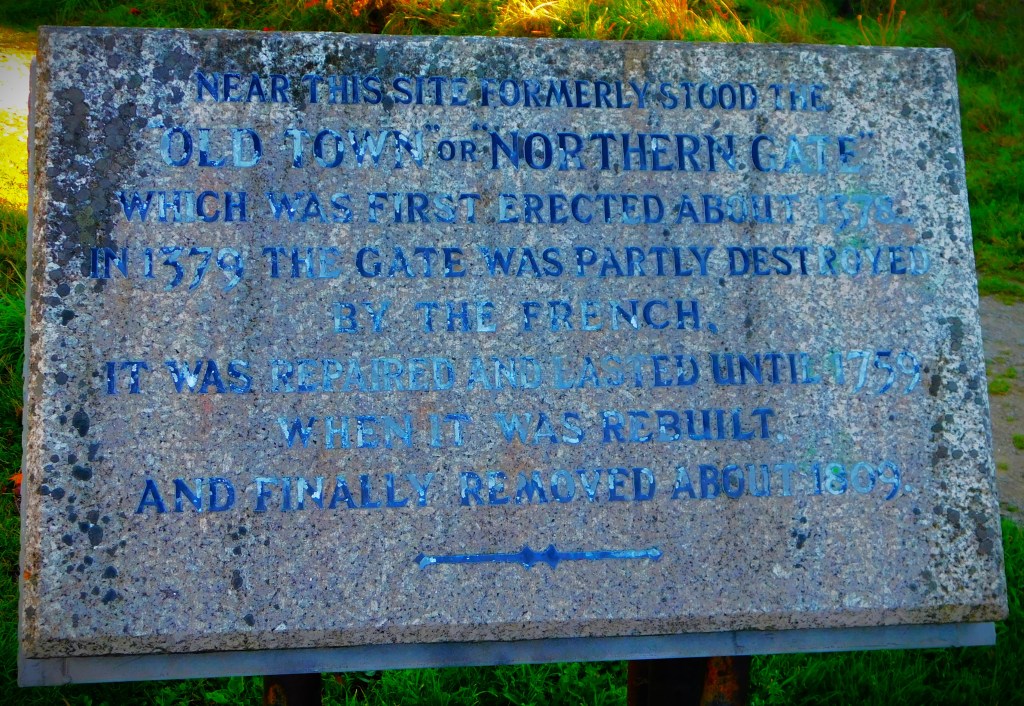 NEAR THIS SITE FORMERLY STOOD THE
"OLD TOWN" OR "NORTHERN GATE"
WHICH WAS FIRST ERECTED ABOUT 1378.
IN 1379 THE GATE WAS PARTLY DESTROYED
BY THE FRENCH.
IT WAS REPAIRED AND LASTED UNTIL 1759
WHEN IT WAS REBUILT.
AND FINALLY REMOVED ABOUT 1809.